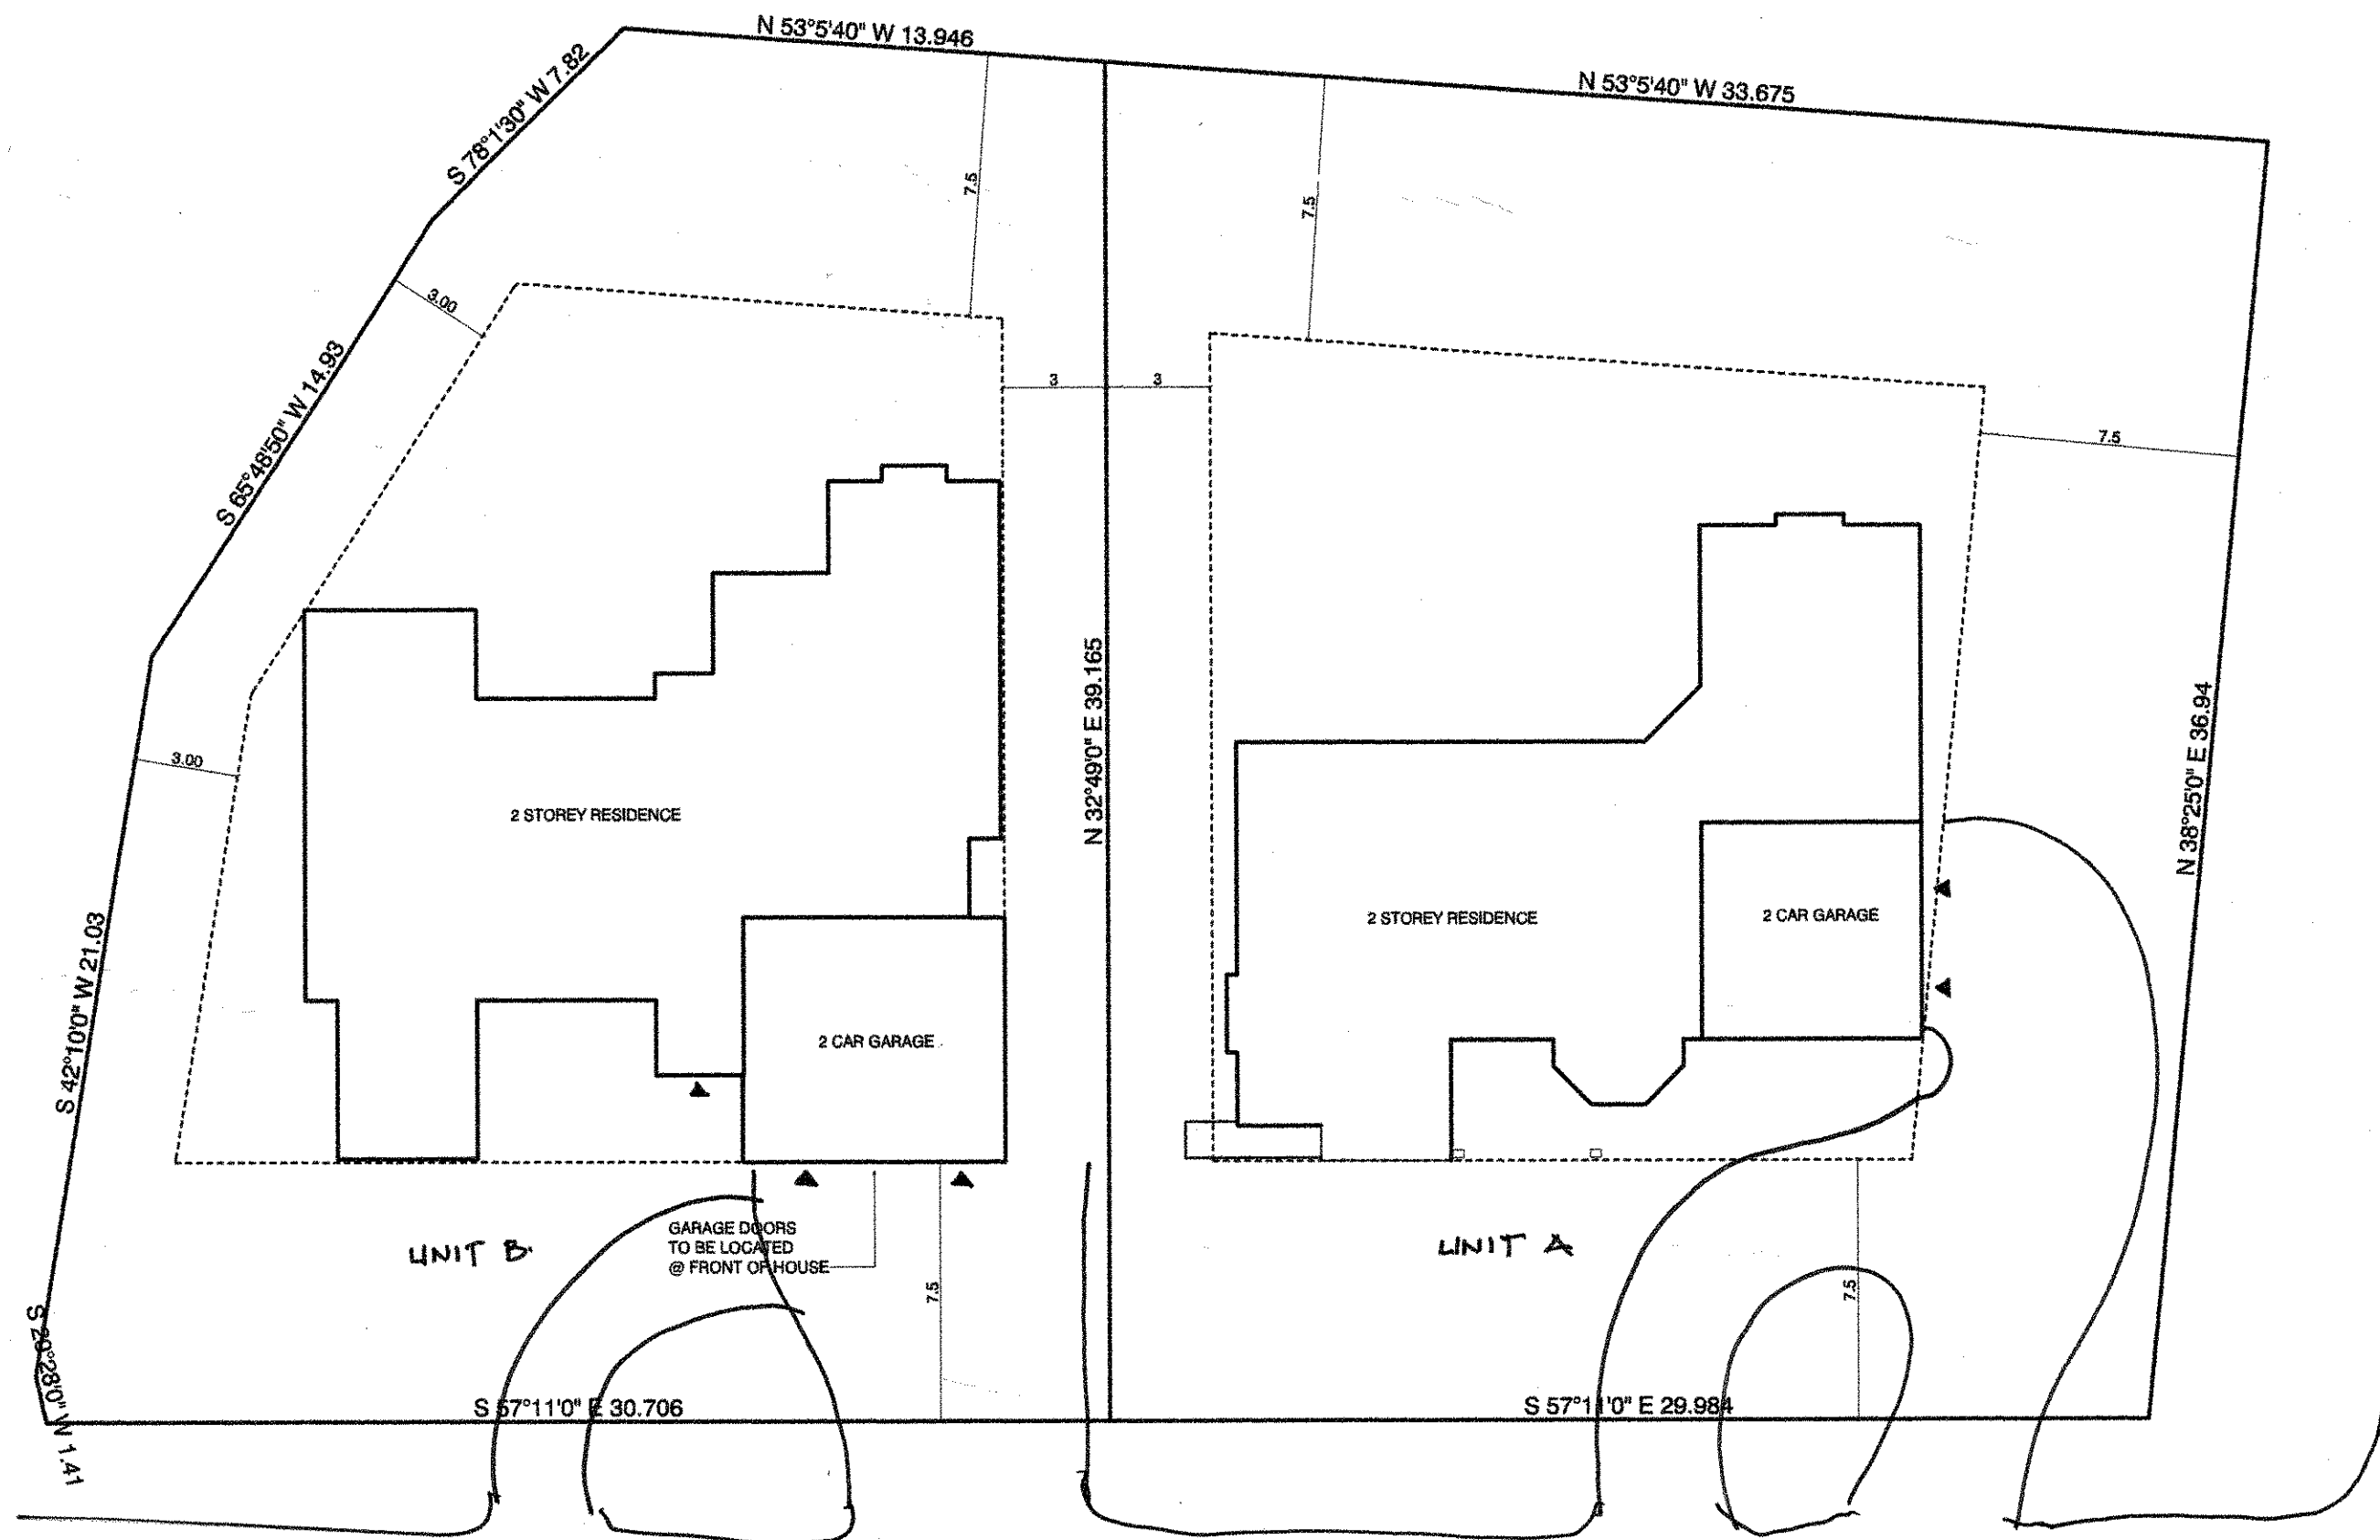 N 53°5'40" W 13.946
N 53°5'40" W 33.675
S 78°1'30" W 7.82
7.5
7.5
3.00
S 65°48'50" W 14.93
3
3
7.5
N 32°49'0" E 39.165
N 38°25'0" E 36.94
3.00
2 STOREY RESIDENCE
2 STOREY RESIDENCE
2 CAR GARAGE
S 42°10'0" W 21.03
2 CAR GARAGE
UNIT B.
GARAGE DOORS
TO BE LOCATED
@ FRONT OF HOUSE
7.5
UNIT A
7.5
S 29°28'0" W 1.41
S 57°11'0" E 30.706
S 57°11'0" E 29.984